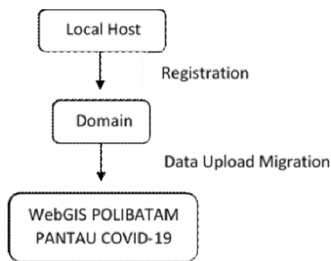 Local Host
Registration
Domain
Data Upload Migration
WebGIS POLIBATAM
PANTAU COVID-19